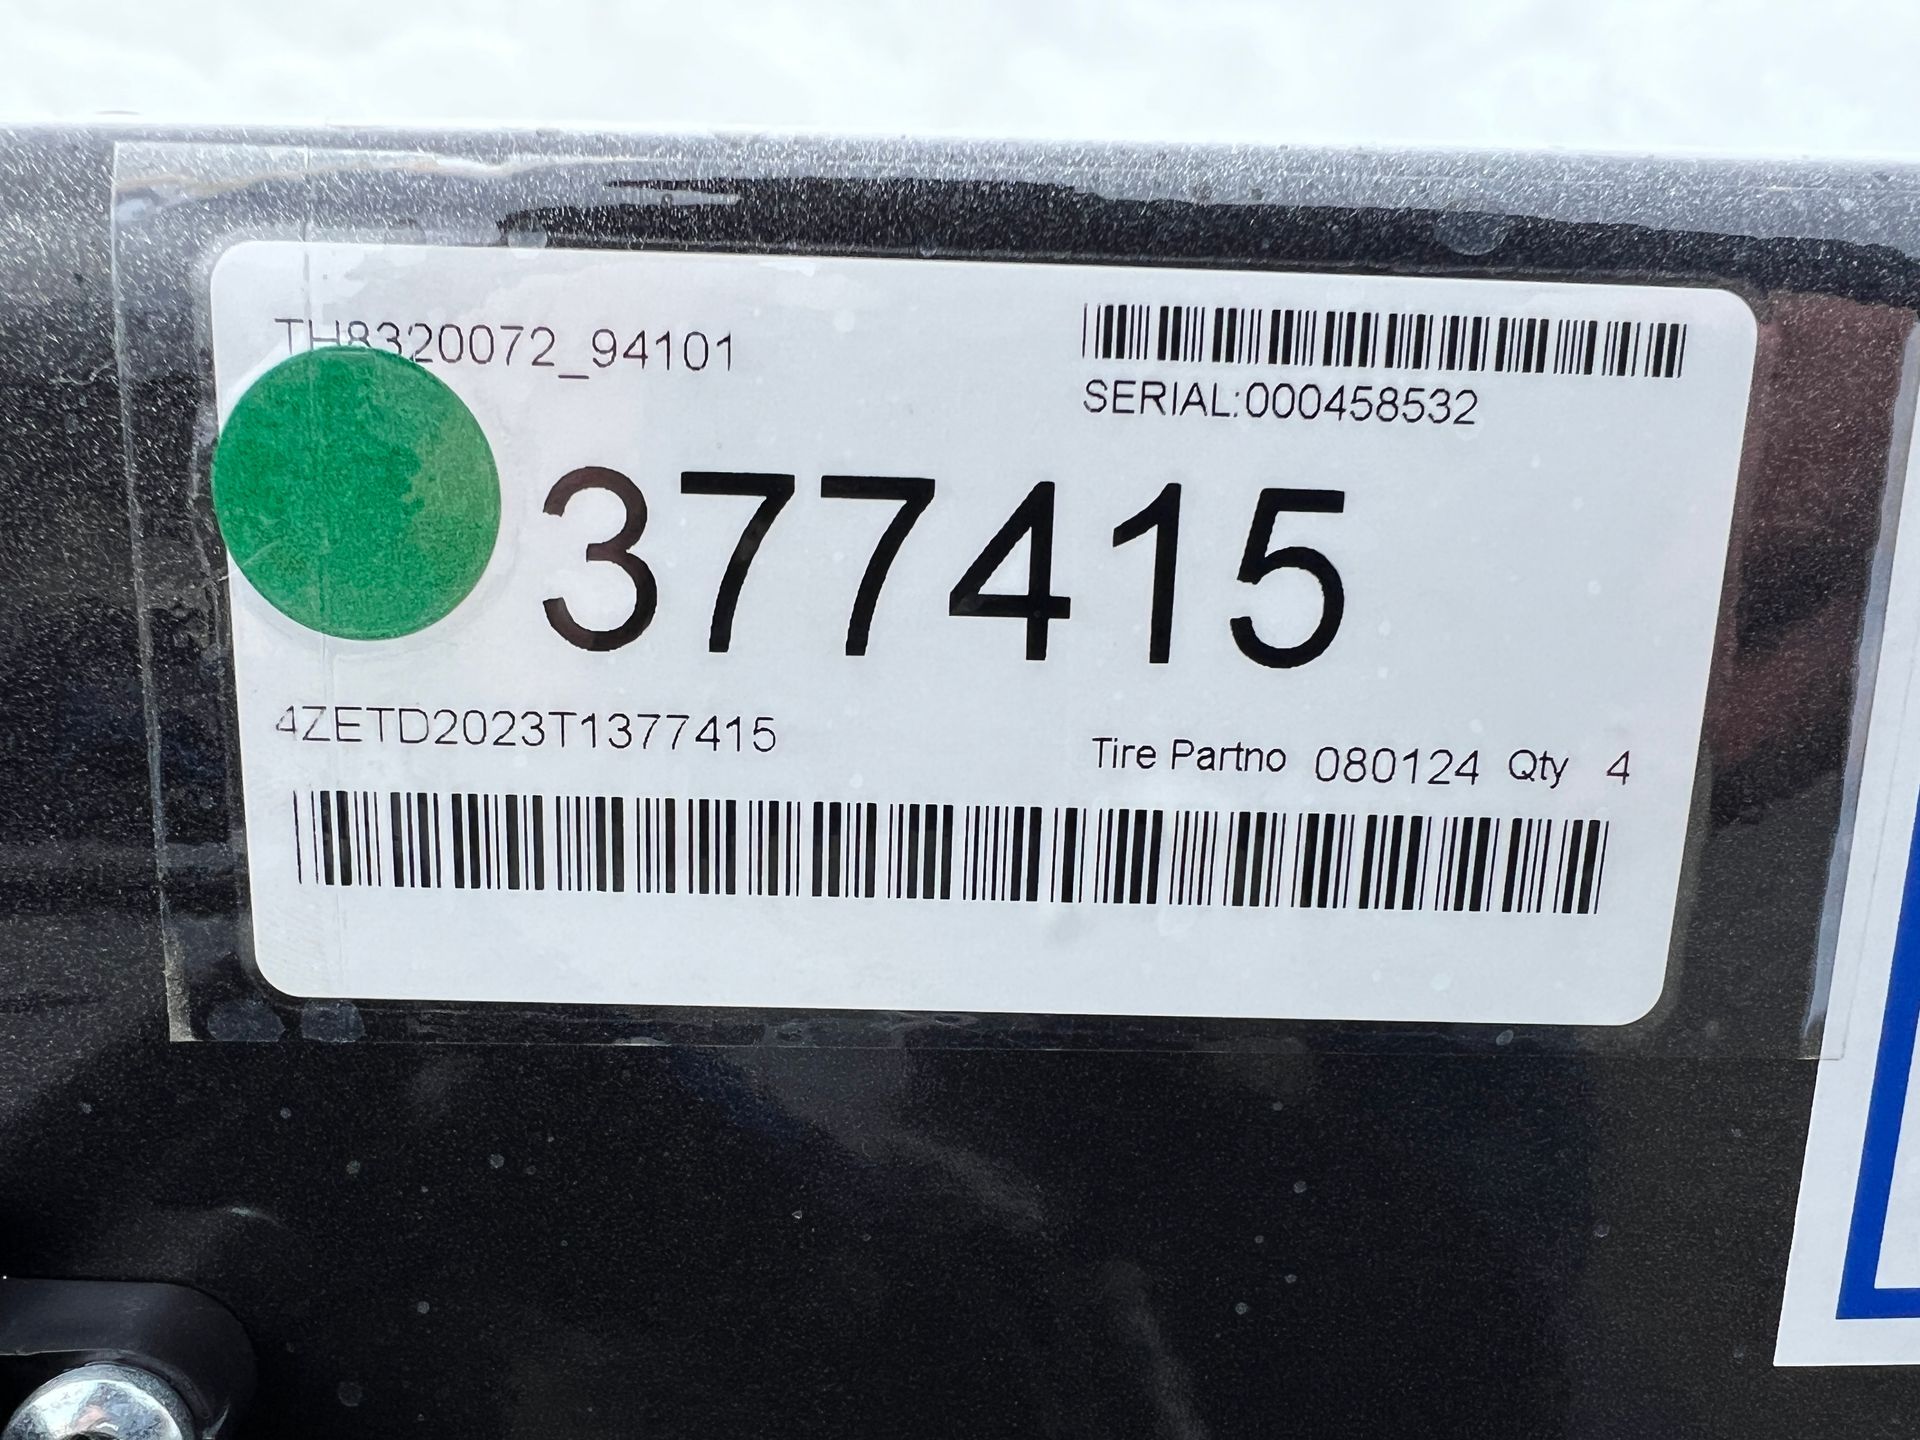 TH8320072_94101
SERIAL:000458532
377415
4ZETD2023T1377415
Tire Partno 080124 Qty 4